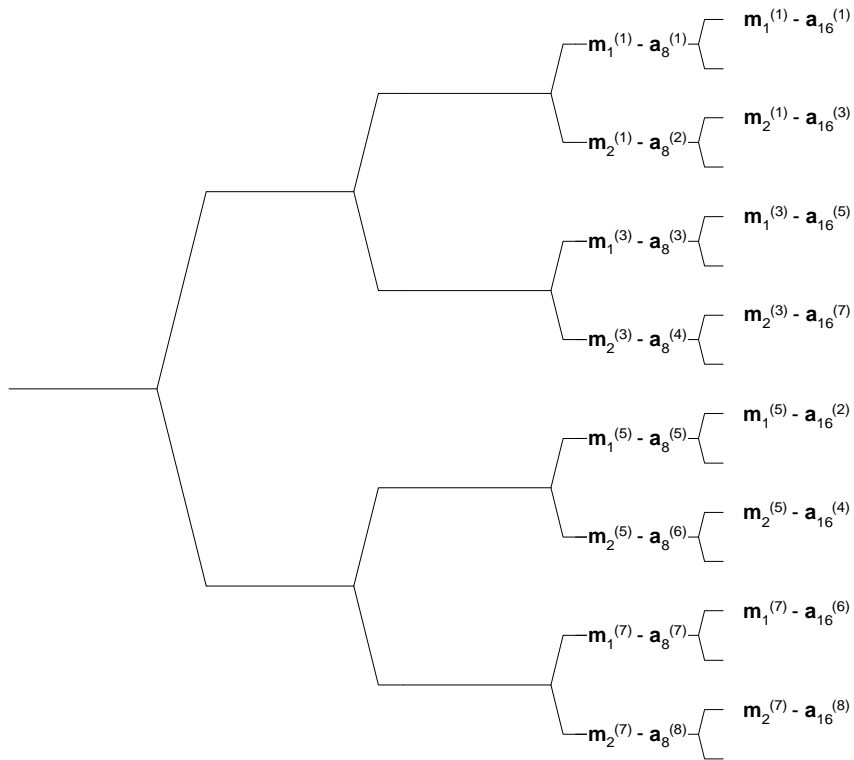 m₁⁽¹⁾ - a₁₆⁽¹⁾
m₁⁽¹⁾ - a₈⁽¹⁾
m₂⁽¹⁾ - a₁₆⁽³⁾
m₂⁽¹⁾ - a₈⁽²⁾
m₁⁽³⁾ - a₁₆⁽⁵⁾
m₁⁽³⁾ - a₈⁽³⁾
m₂⁽³⁾ - a₁₆⁽⁷⁾
m₂⁽³⁾ - a₈⁽⁴⁾
m₁⁽⁵⁾ - a₁₆⁽²⁾
m₁⁽⁵⁾ - a₈⁽⁵⁾
m₂⁽⁵⁾ - a₁₆⁽⁴⁾
m₂⁽⁵⁾ - a₈⁽⁶⁾
m₁⁽⁷⁾ - a₁₆⁽⁶⁾
m₁⁽⁷⁾ - a₈⁽⁷⁾
m₂⁽⁷⁾ - a₁₆⁽⁸⁾
m₂⁽⁷⁾ - a₈⁽⁸⁾